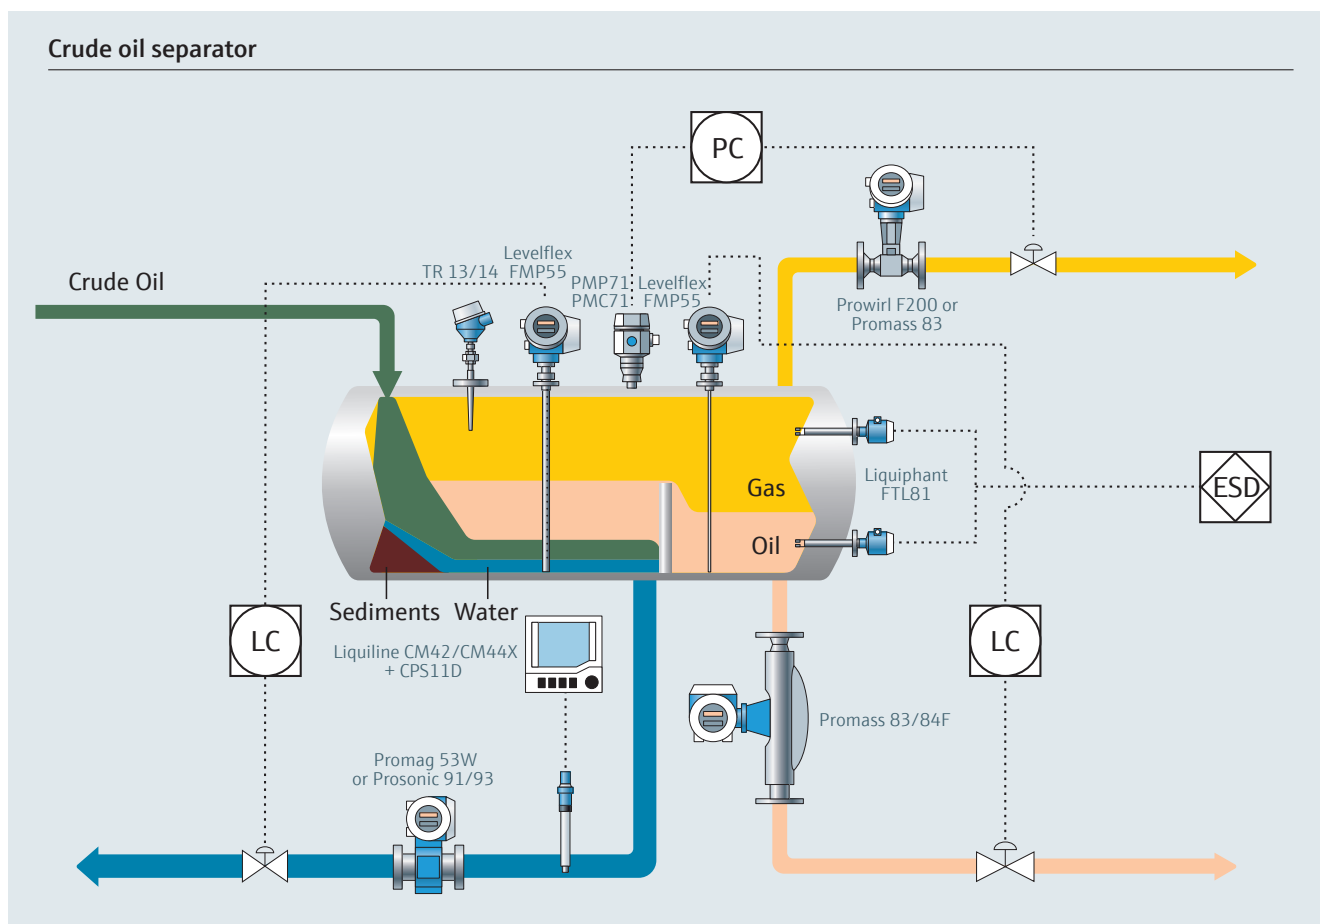 Crude oil separator
PC
Crude Oil
TR 13/14
Levelflex
FMP55
PMP71
PMC71
Levelflex
FMP55
Prowirl F200 or
Promass 83
Gas
Oil
Liquiphant
FTL81
ESD
Sediments
Water
LC
Liquiline CM42/CM44X
+ CPS11D
LC
Promass 83/84F
Promag 53W
or Prosonic 91/93